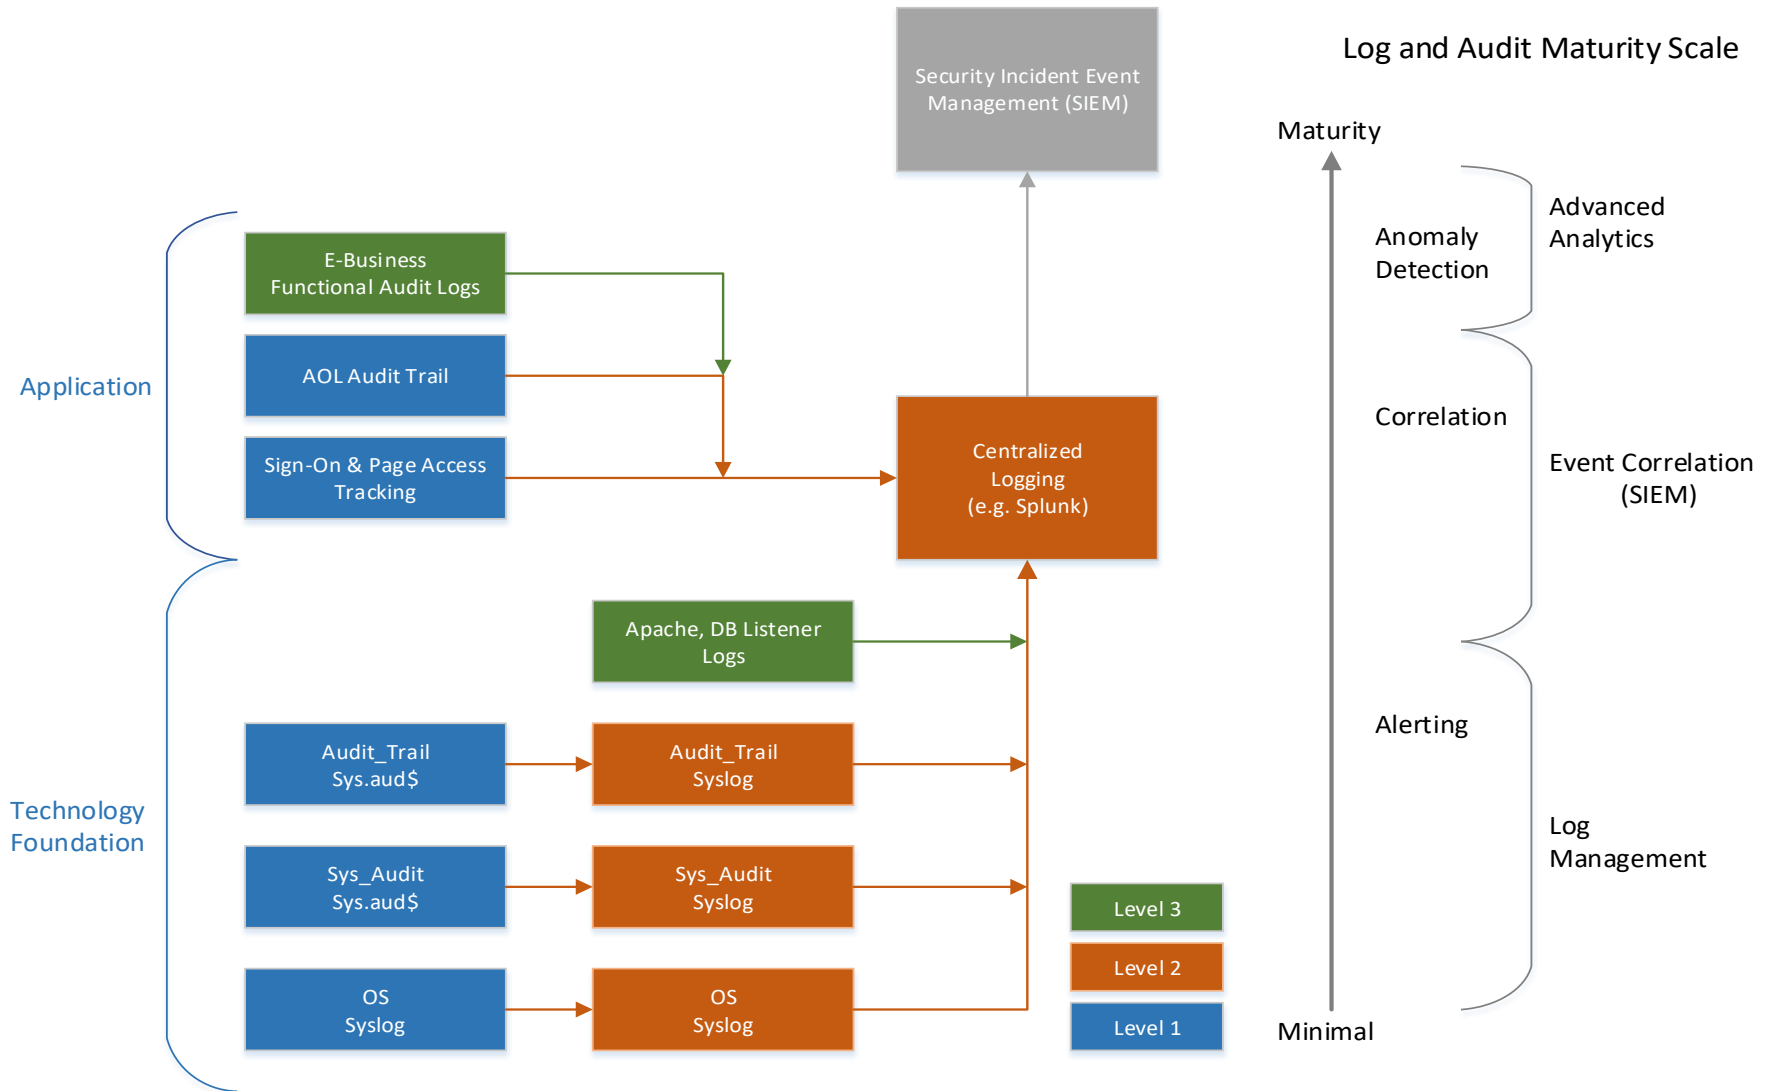 Log and Audit Maturity Scale
Security Incident Event
Management (SIEM)
Maturity
Advanced
Analytics
Anomaly
Detection
E-Business
Functional Audit Logs
Application
AOL Audit Trail
Sign-On & Page Access
Tracking
Centralized
Logging
(e.g. Splunk)
Correlation
Event Correlation
(SIEM)
Apache, DB Listener
Logs
Alerting
Technology
Foundation
Audit_Trail
Sys.aud$
Audit_Trail
Syslog
Log
Management
Sys_Audit
Sys.aud$
Sys_Audit
Syslog
OS
Syslog
OS
Syslog
Level 3
Level 2
Level 1
Minimal